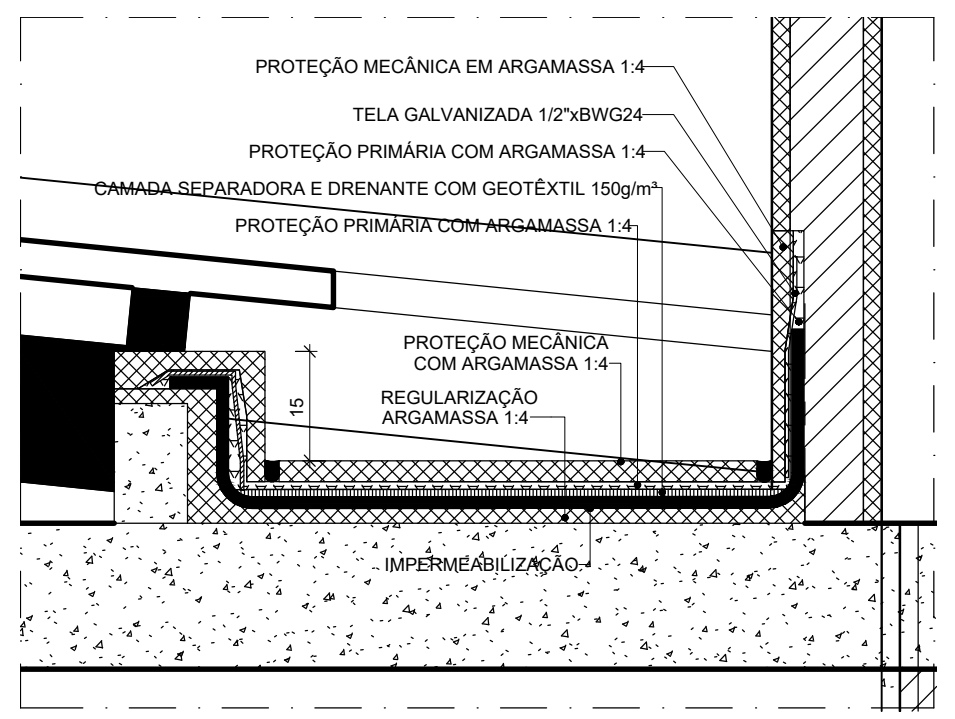 PROTEÇÃO MECÂNICA EM ARGAMASSA 1:4
TELA GALVANIZADA 1/2"xBWG24
PROTEÇÃO PRIMÁRIA COM ARGAMASSA 1:4
CAMADA SEPARADORA E DRENANTE COM GEOTÊXTIL 150g/m³
PROTEÇÃO PRIMÁRIA COM ARGAMASSA 1:4
PROTEÇÃO MECÂNICA
COM ARGAMASSA 1:4
REGULARIZAÇÃO
ARGAMASSA 1:4
15
IMPERMEABILIZAÇÃO